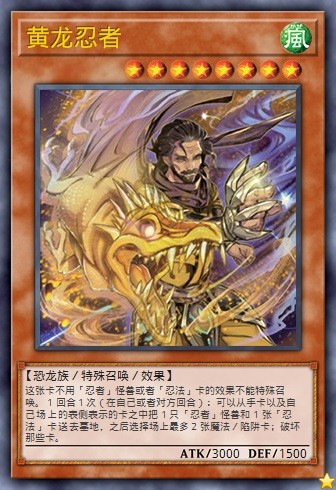 黄龙忍者
風
【恐龙族／特殊召唤／效果】
这张卡不用「忍者」怪兽或者「忍法」卡的效果不能特殊召
唤。1回合1次（在自己或者对方回合）：可以从手卡以及自
己场上的表侧表示的卡之中把1只「忍者」怪兽和1张「忍
法」卡送去墓地，之后选择场上最多2张魔法／陷阱卡；破坏
那些卡。
ATK/3000 DEF/1500